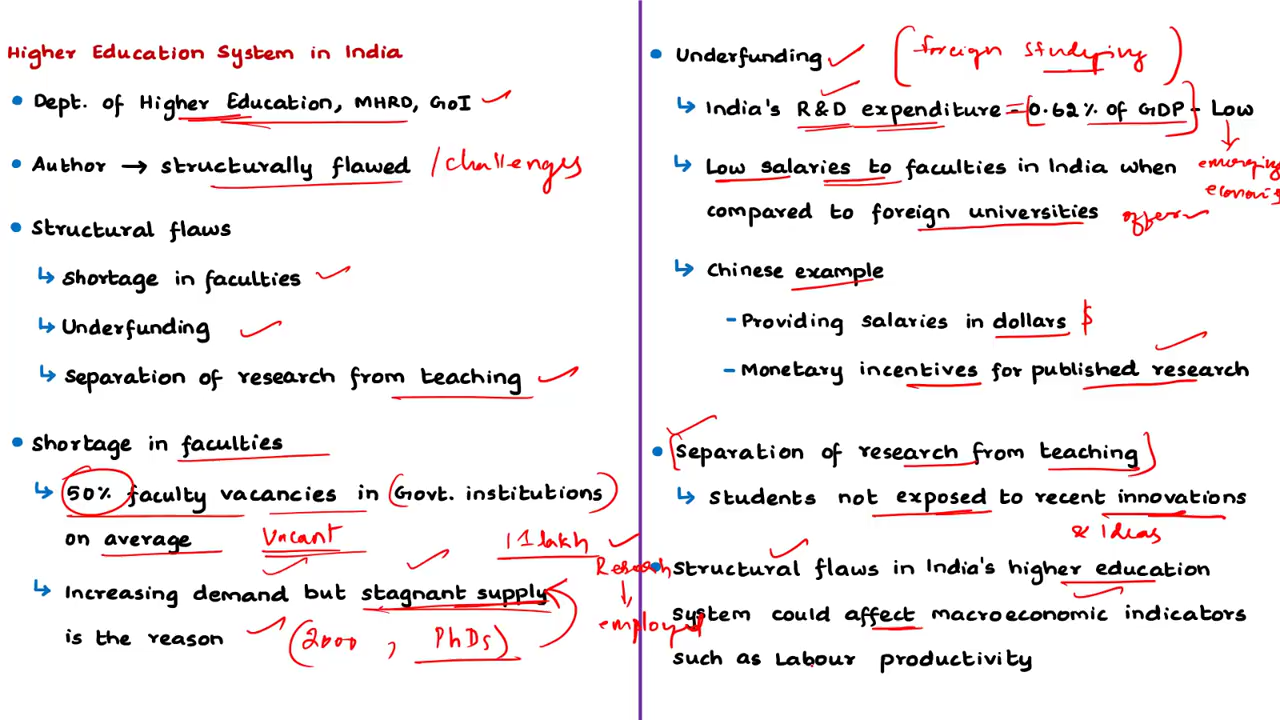 Higher Education System in India
• Dept. of Higher Education, MHRD, GoI
• Author → structurally flawed /challenges
• Structural flaws
↳ Shortage in faculties
↳ Underfunding
↳ Separation of research from teaching
• Shortage in faculties
↳ 50% faculty vacancies in (Govt. institutions)
on average vacant 1 lakh
↳ Increasing demand but stagnant supply
is the reason (2000, PhDs)
Research
↓
employed
• Underfunding (foreign studying)
↳ India's R&D expenditure - [0.62% of GDP] - Low
↓
emerging
economies
↳ Low salaries to faculties in India when
compared to foreign universities offer
↳ Chinese example
- Providing salaries in dollars $
- Monetary incentives for published research
• [Separation of research from teaching]
↳ Students not exposed to recent innovations
& Ideas
• Structural flaws in India's higher education
system could affect macroeconomic indicators
such as Labour productivity